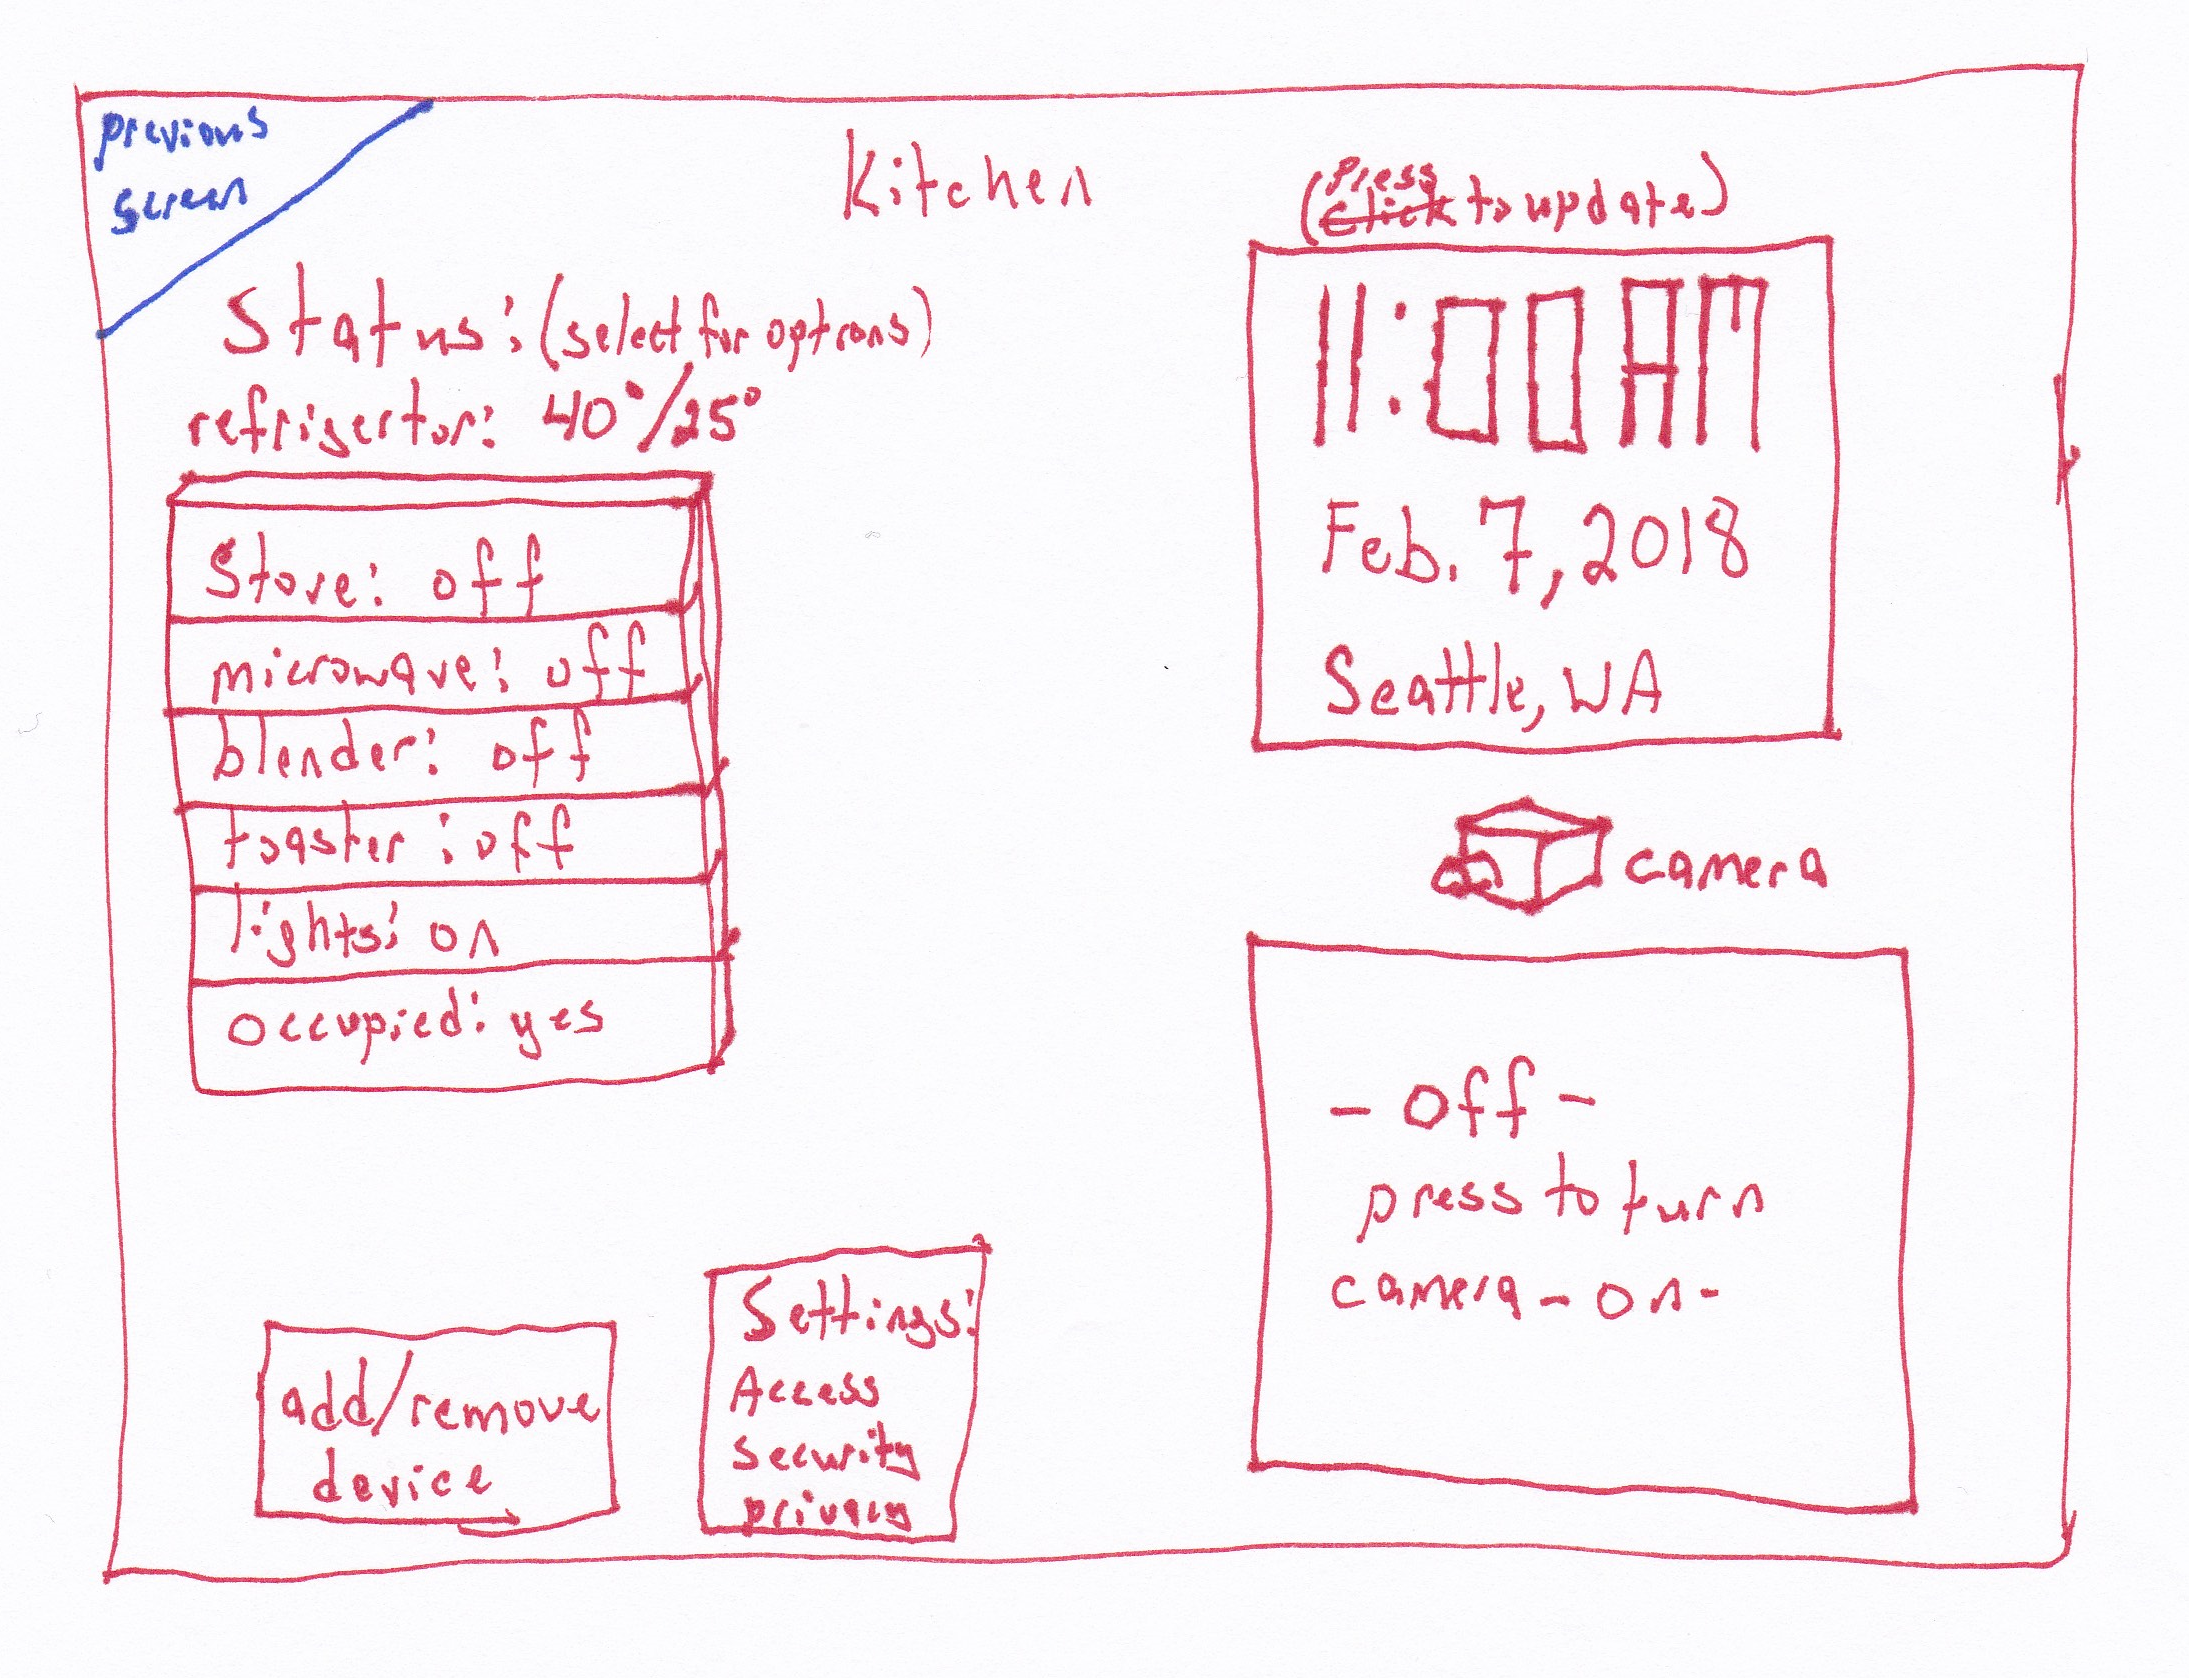 previous
screen
Kitchen
(Press to update)
Click
Status: (select for options)
refrigertor: 40°/25°
Stove: off
microwave: off
blender: off
toaster: off
lights: on
occupied: yes
add/remove
device
Settings:
Access
security
privacy
11:00AM
Feb. 7, 2018
Seattle, WA
camera
- off -
press to turn
camera - on -